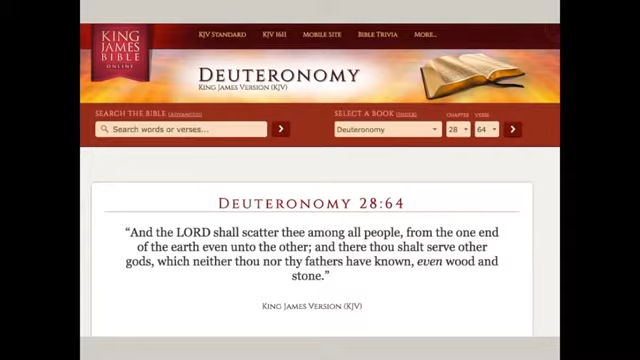 KING
JAMES
BIBLE
ONLINE
KJV STANDARD KJV 1611 MOBILE SITE BIBLE TRIVIA MORE...
DEUTERONOMY
KING JAMES VERSION (KJV)
SEARCH THE BIBLE (ADVANCED) SELECT A BOOK (INDEX) CHAPTER VERSE
Search words or verses... Deuteronomy 28 64
DEUTERONOMY 28:64
“And the LORD shall scatter thee among all people, from the one end
of the earth even unto the other; and there thou shalt serve other
gods, which neither thou nor thy fathers have known, even wood and
stone.”
KING JAMES VERSION (KJV)